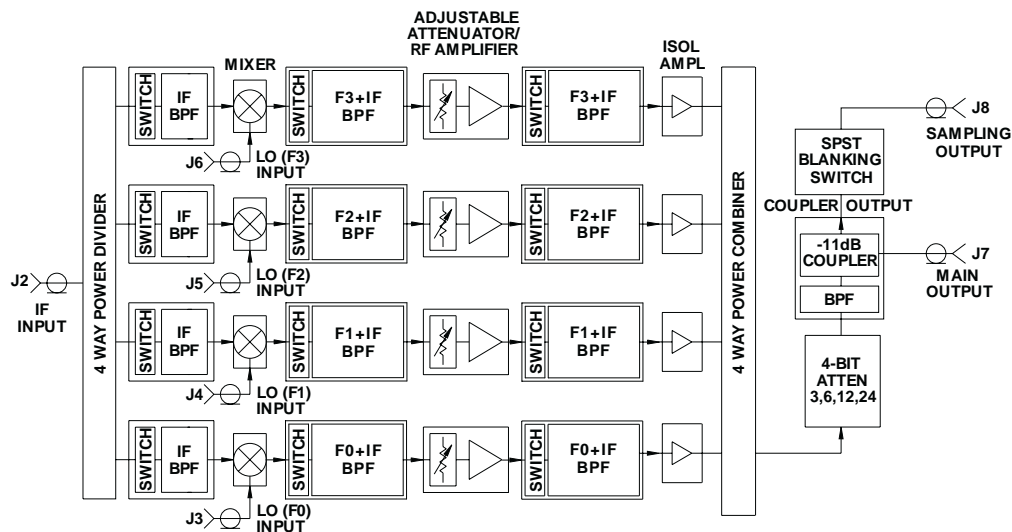 ADJUSTABLE
ATTENUATOR/
RF AMPLIFIER
ISOL
AMPL
MIXER
SWITCH
IF
BPF
SWITCH
F3+IF
BPF
SWITCH
F3+IF
BPF
J6
LO (F3)
INPUT
SWITCH
IF
BPF
SWITCH
F2+IF
BPF
SWITCH
F2+IF
BPF
J5
LO (F2)
INPUT
J2
IF
INPUT
4 WAY POWER DIVIDER
SWITCH
IF
BPF
SWITCH
F1+IF
BPF
SWITCH
F1+IF
BPF
J4
LO (F1)
INPUT
SWITCH
IF
BPF
SWITCH
F0+IF
BPF
SWITCH
F0+IF
BPF
J3
LO (F0)
INPUT
4 WAY POWER COMBINER
J8
SAMPLING
OUTPUT
SPST
BLANKING
SWITCH
COUPLER OUTPUT
-11dB
COUPLER
J7
MAIN
OUTPUT
BPF
4-BIT
ATTEN
3,6,12,24